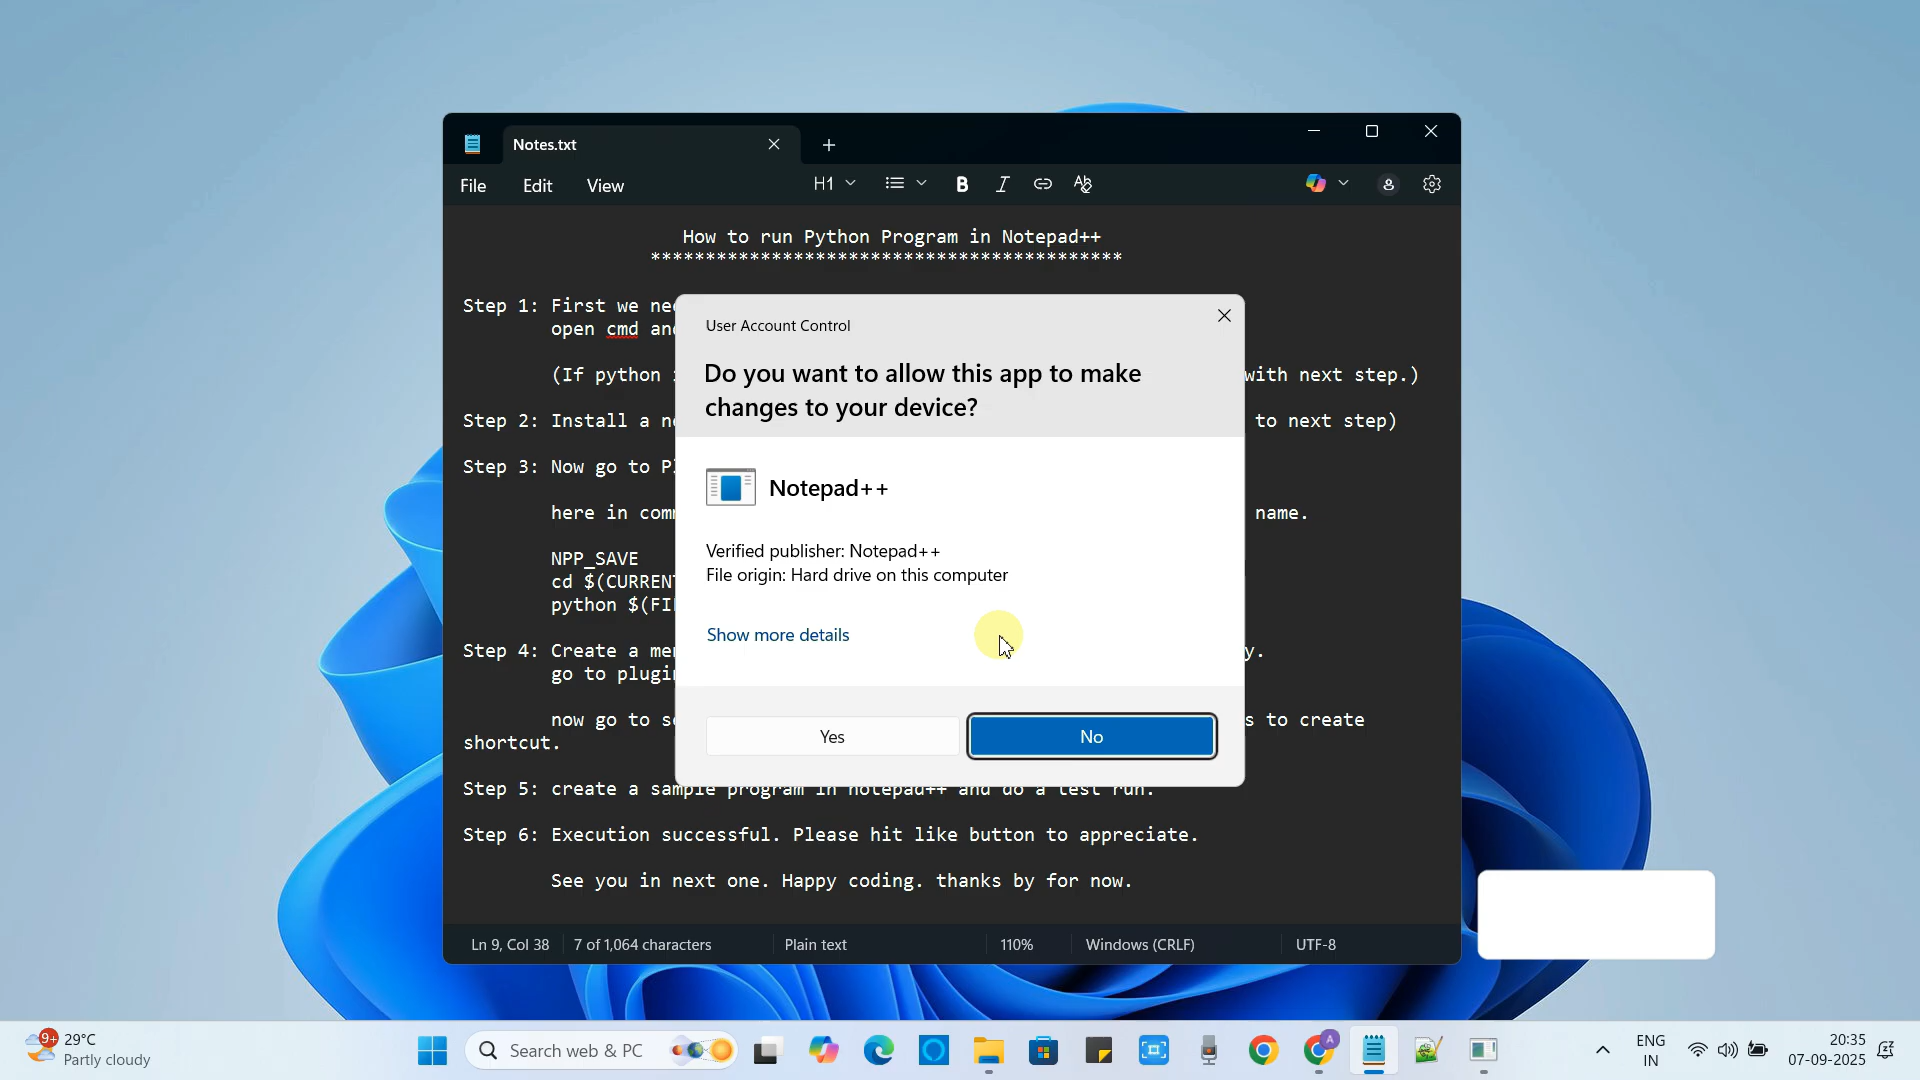 Notes.txt
File Edit View H1 B I
How to run Python Program in Notepad++
*******************************************
Step 1: First we
open cmd
(If python with next step.)
Step 2: Install a to next step)
Step 3: Now go to
here in name.
NPP_SAVE
cd $(CURREN
python $(FI
Step 4: Create a y.
go to
now go to s to create
shortcut.
Step 5: create a sample program in notepad++ and do a test run.
Step 6: Execution successful. Please hit like button to appreciate.
See you in next one. Happy coding. thanks by for now.
Ln 9, Col 38 7 of 1,064 characters Plain text 110% Windows (CRLF) UTF-8
User Account Control
Do you want to allow this app to make
changes to your device?
Notepad++
Verified publisher: Notepad++
File origin: Hard drive on this computer
Show more details
Yes No
9+ 29°C
Partly cloudy
Search web & PC
A
ENG
IN
20:35
07-09-2025